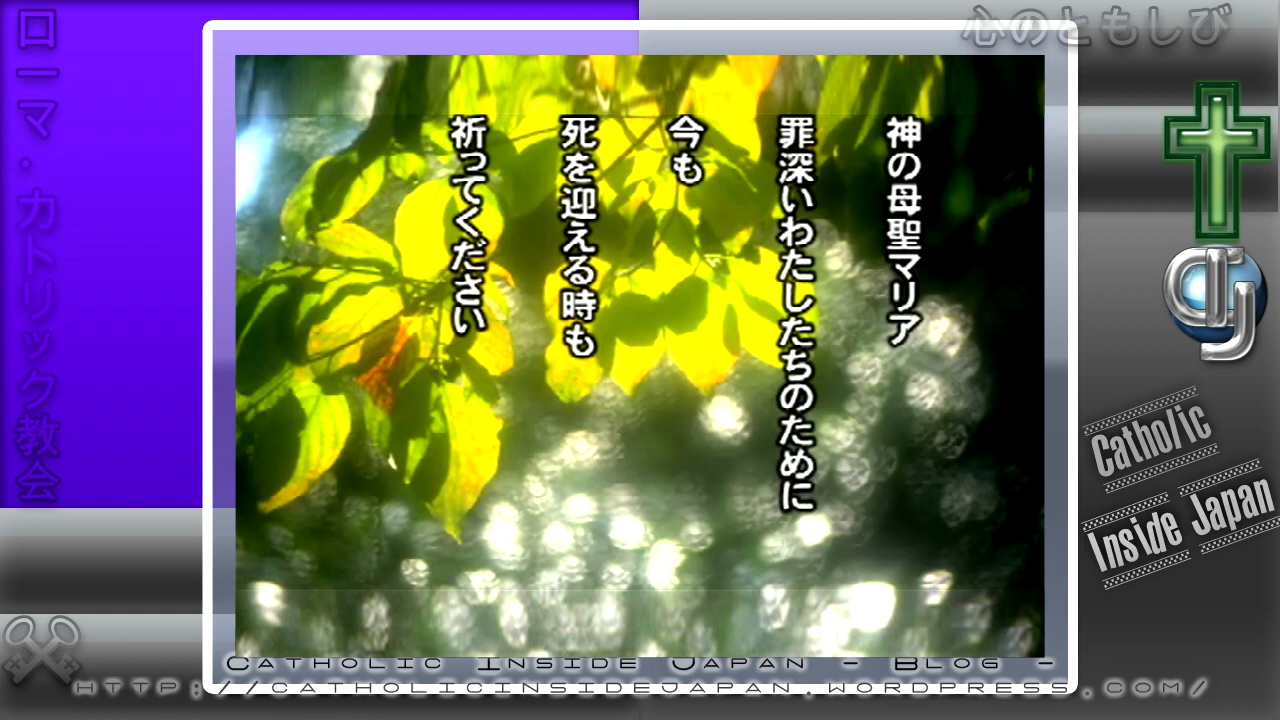 ローマ・カトリック教会
心のともしび
神の母聖マリア
罪深いわたしたちのために
今も
死を迎える時も
祈ってください
Catholic
Inside Japan
Catholic Inside Japan - Blog -
http://catholicinsidejapan.wordpress.com/